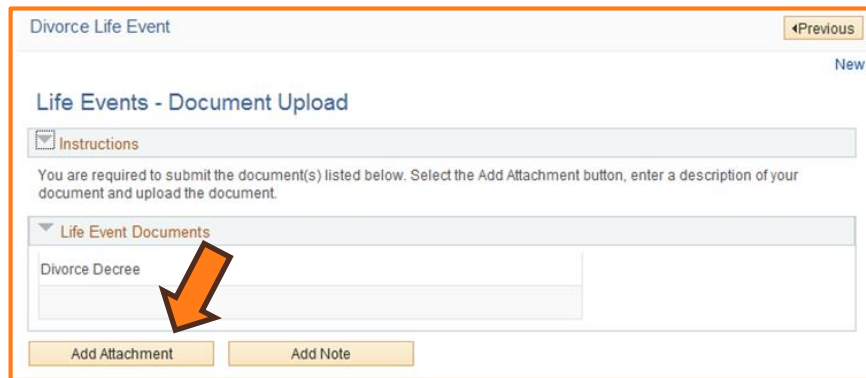 Divorce Life Event
Previous
New
Life Events - Document Upload
Instructions
You are required to submit the document(s) listed below. Select the Add Attachment button, enter a description of your
document and upload the document.
Life Event Documents
Divorce Decree
Add Attachment Add Note